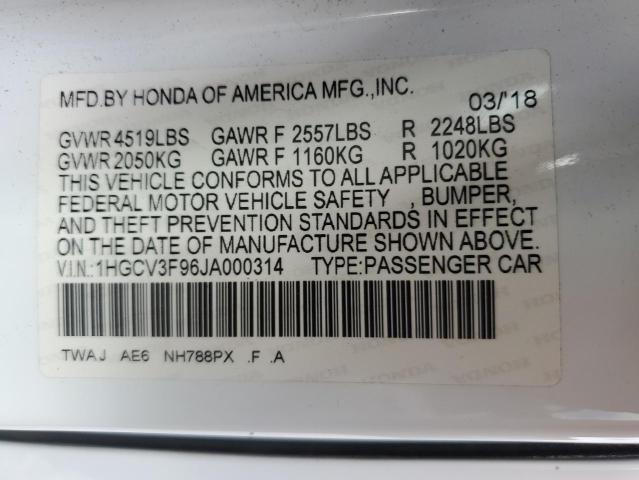 MFD.BY HONDA OF AMERICA MFG.,INC. 03/'18
GVWR 4519LBS GAWR F 2557LBS R 2248LBS
GVWR 2050KG GAWR F 1160KG R 1020KG
THIS VEHICLE CONFORMS TO ALL APPLICABLE
FEDERAL MOTOR VEHICLE SAFETY , BUMPER,
AND THEFT PREVENTION STANDARDS IN EFFECT
ON THE DATE OF MANUFACTURE SHOWN ABOVE.
V.I.N.:1HGCV3F96JA000314 TYPE:PASSENGER CAR
TWAJ AE6 NH788PX .F .A